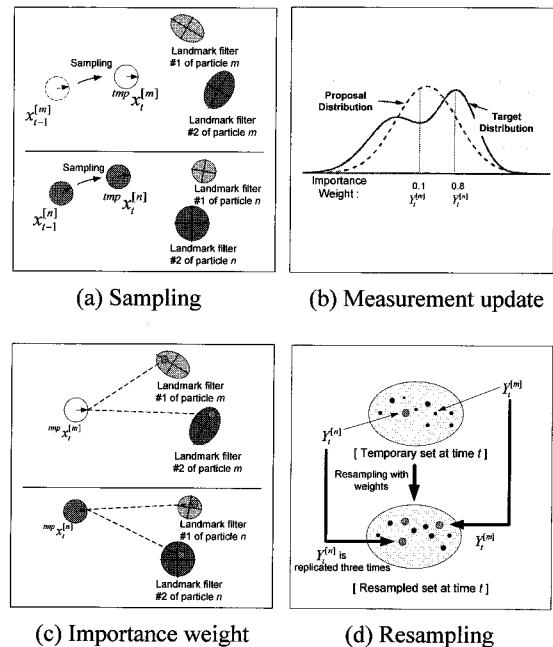 Sampling
x_{t-1}^{[m]}
^{tmp}x_t^{[m]}
Landmark filter
#1 of particle m
Landmark filter
#2 of particle m
Sampling
x_{t-1}^{[n]}
^{tmp}x_t^{[n]}
Landmark filter
#1 of particle n
Landmark filter
#2 of particle n
(a) Sampling
Proposal
Distribution
Target
Distribution
Importance
Weight :
0.1
Y_t^{[m]}
0.8
Y_t^{[n]}
(b) Measurement update
^{tmp}x_t^{[m]}
Landmark filter
#1 of particle m
Landmark filter
#2 of particle m
^{tmp}x_t^{[n]}
Landmark filter
#1 of particle n
Landmark filter
#2 of particle n
(c) Importance weight
Y_t^{[m]}
Y_t^{[n]}
[ Temporary set at time t ]
Resampling with
weights
Y_t^{[m]}
Y_t^{[n]} is
replicated three times
[ Resampled set at time t ]
(d) Resampling